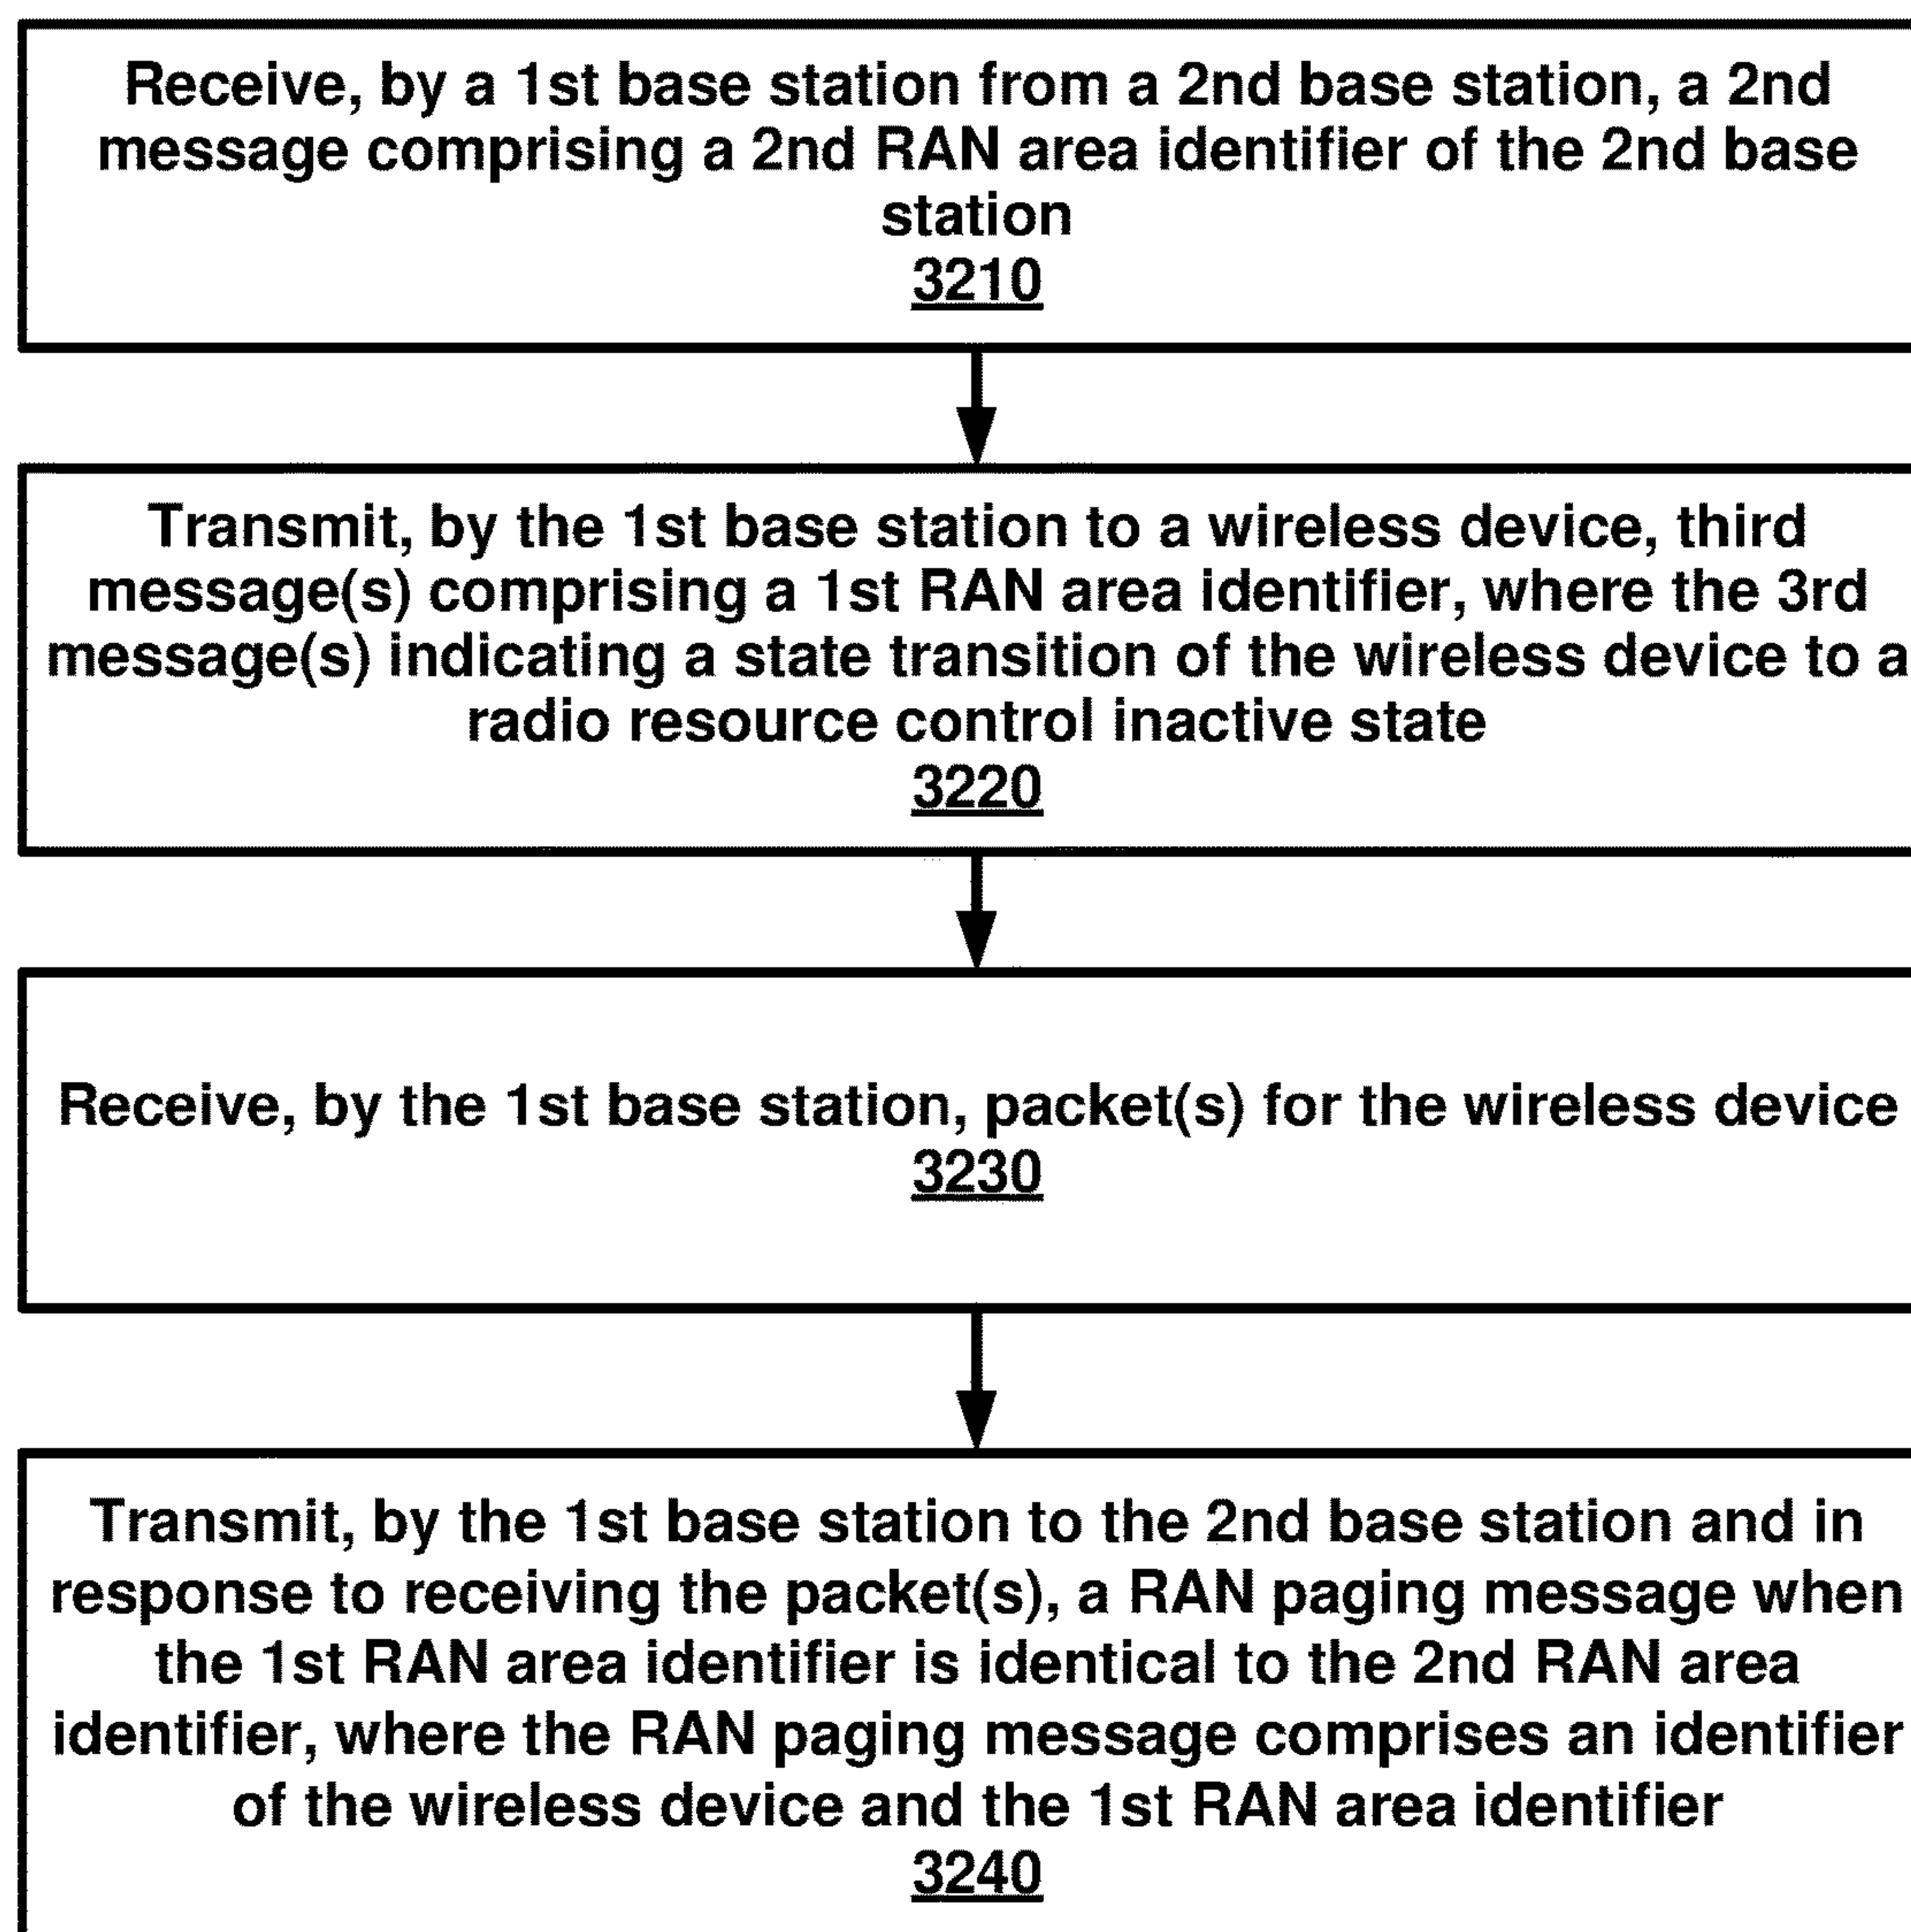 Receive, by a 1st base station from a 2nd base station, a 2nd
message comprising a 2nd RAN area identifier of the 2nd base
station
3210
Transmit, by the 1st base station to a wireless device, third
message(s) comprising a 1st RAN area identifier, where the 3rd
message(s) indicating a state transition of the wireless device to a
radio resource control inactive state
3220
Receive, by the 1st base station, packet(s) for the wireless device
3230
Transmit, by the 1st base station to the 2nd base station and in
response to receiving the packet(s), a RAN paging message when
the 1st RAN area identifier is identical to the 2nd RAN area
identifier, where the RAN paging message comprises an identifier
of the wireless device and the 1st RAN area identifier
3240